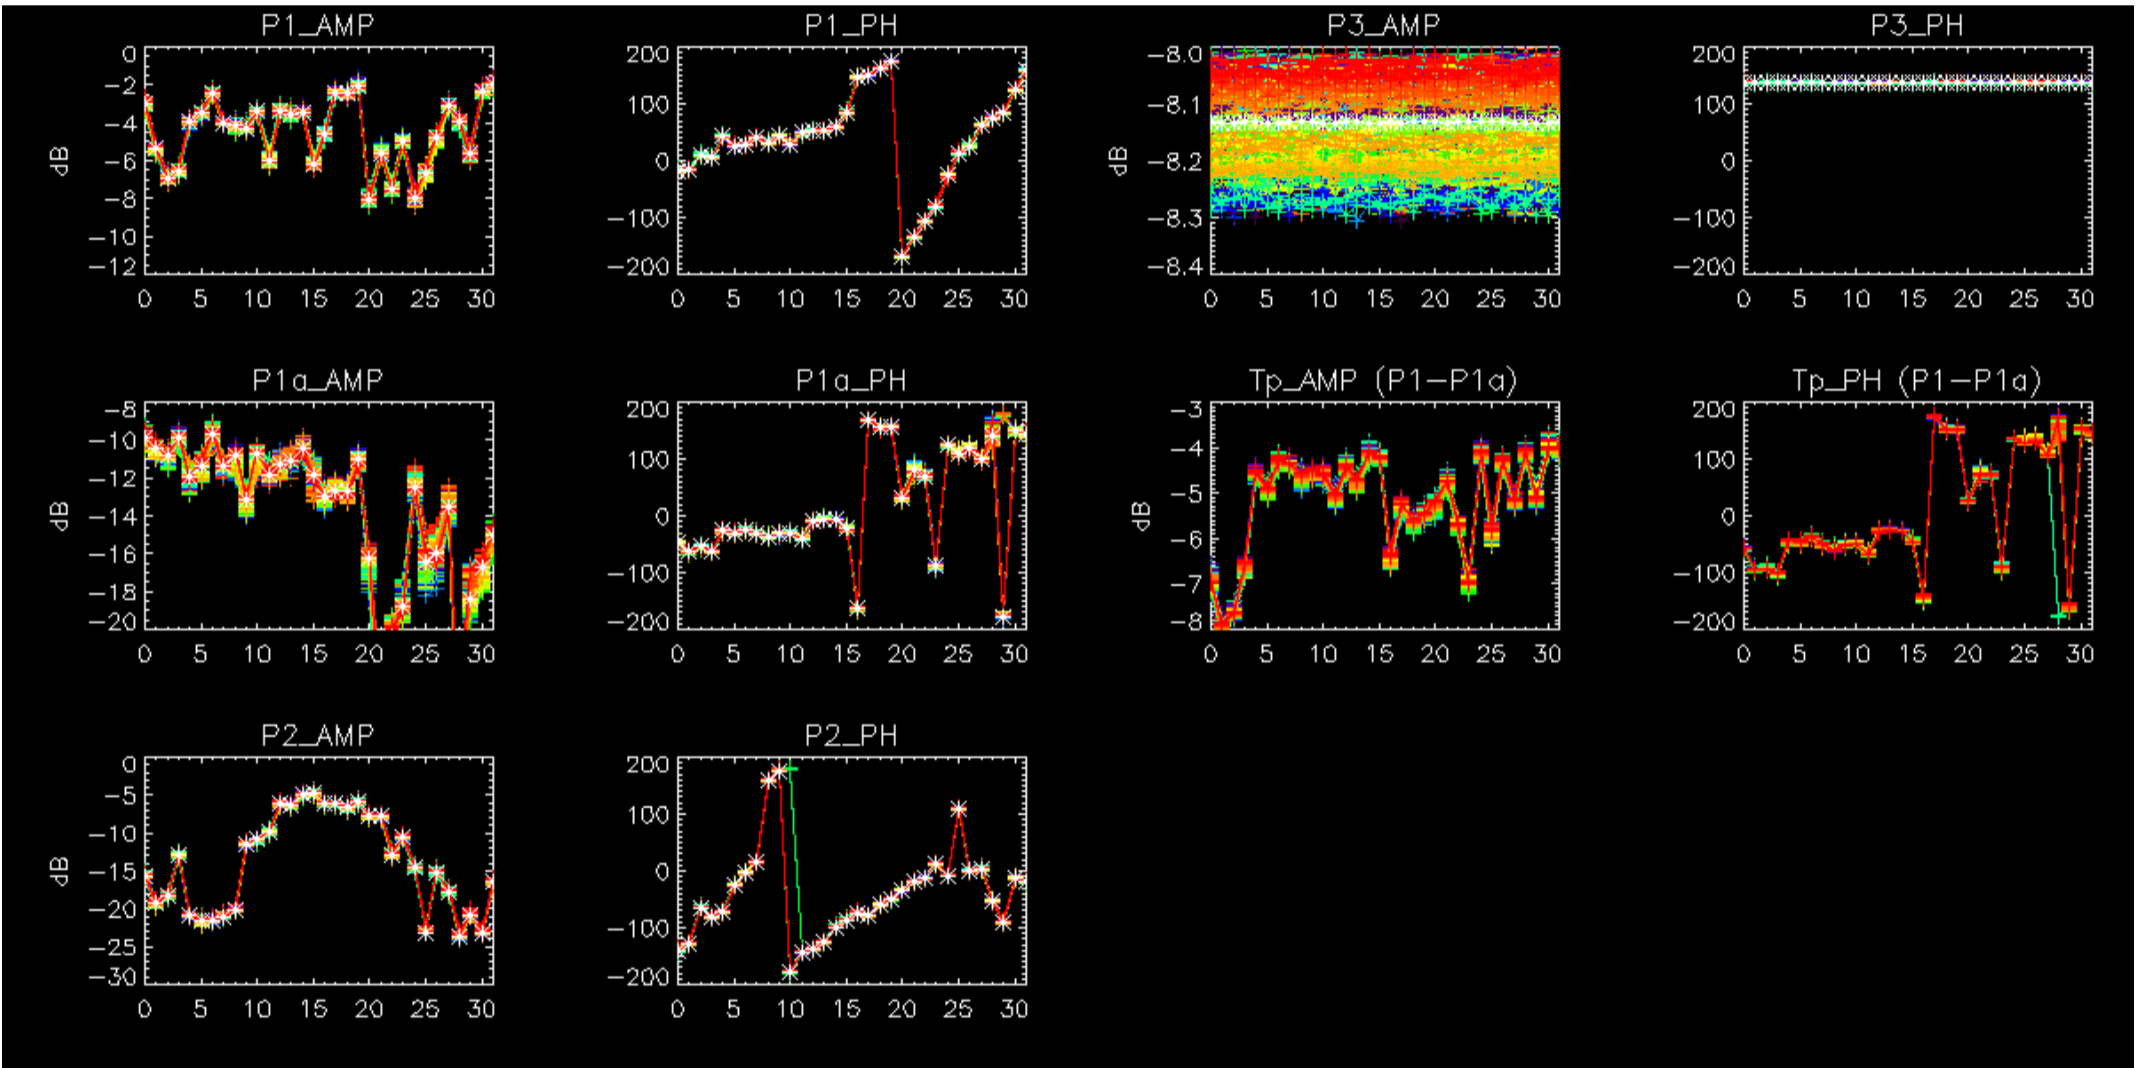 P1_AMP
0
−2
−4
−6
−8
−10
−12
dB
0 5 10 15 20 25 30
P1_PH
200
100
0
−100
−200
0 5 10 15 20 25 30
P3_AMP
−8.0
−8.1
−8.2
−8.3
−8.4
dB
0 5 10 15 20 25 30
P3_PH
200
100
0
−100
−200
0 5 10 15 20 25 30
P1a_AMP
−8
−10
−12
−14
−16
−18
−20
dB
0 5 10 15 20 25 30
P1a_PH
200
100
0
−100
−200
0 5 10 15 20 25 30
Tp_AMP (P1−P1a)
−3
−4
−5
−6
−7
−8
dB
0 5 10 15 20 25 30
Tp_PH (P1−P1a)
200
100
0
−100
−200
0 5 10 15 20 25 30
P2_AMP
0
−5
−10
−15
−20
−25
−30
dB
0 5 10 15 20 25 30
P2_PH
200
100
0
−100
−200
0 5 10 15 20 25 30